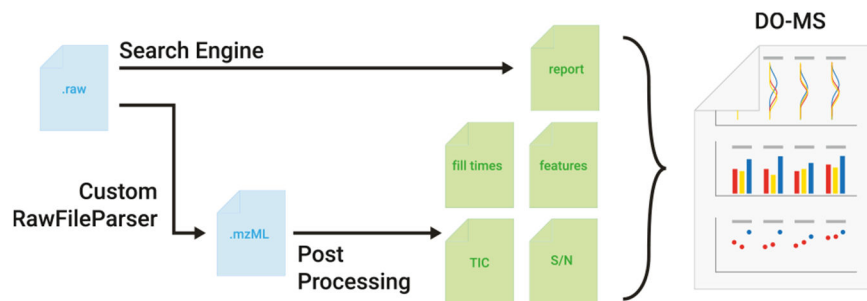 DO-MS
Search Engine
.raw
report
fill times
features
Custom
RawFileParser
.mzML
Post
Processing
TIC
S/N